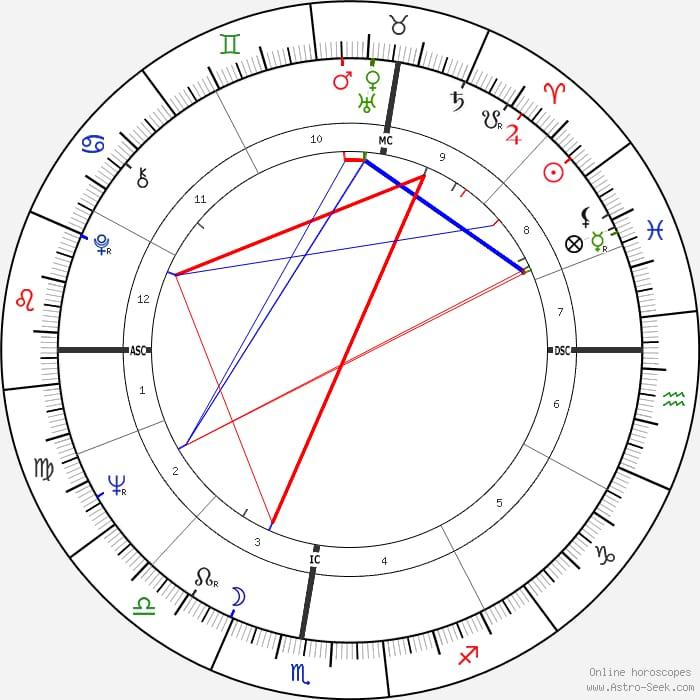 MC
10
9
11
8
12
7
ASC
DSC
1
6
2
5
3
4
IC
R
R
R
R
R
Online horoscopes
www.Astro-Seek.com